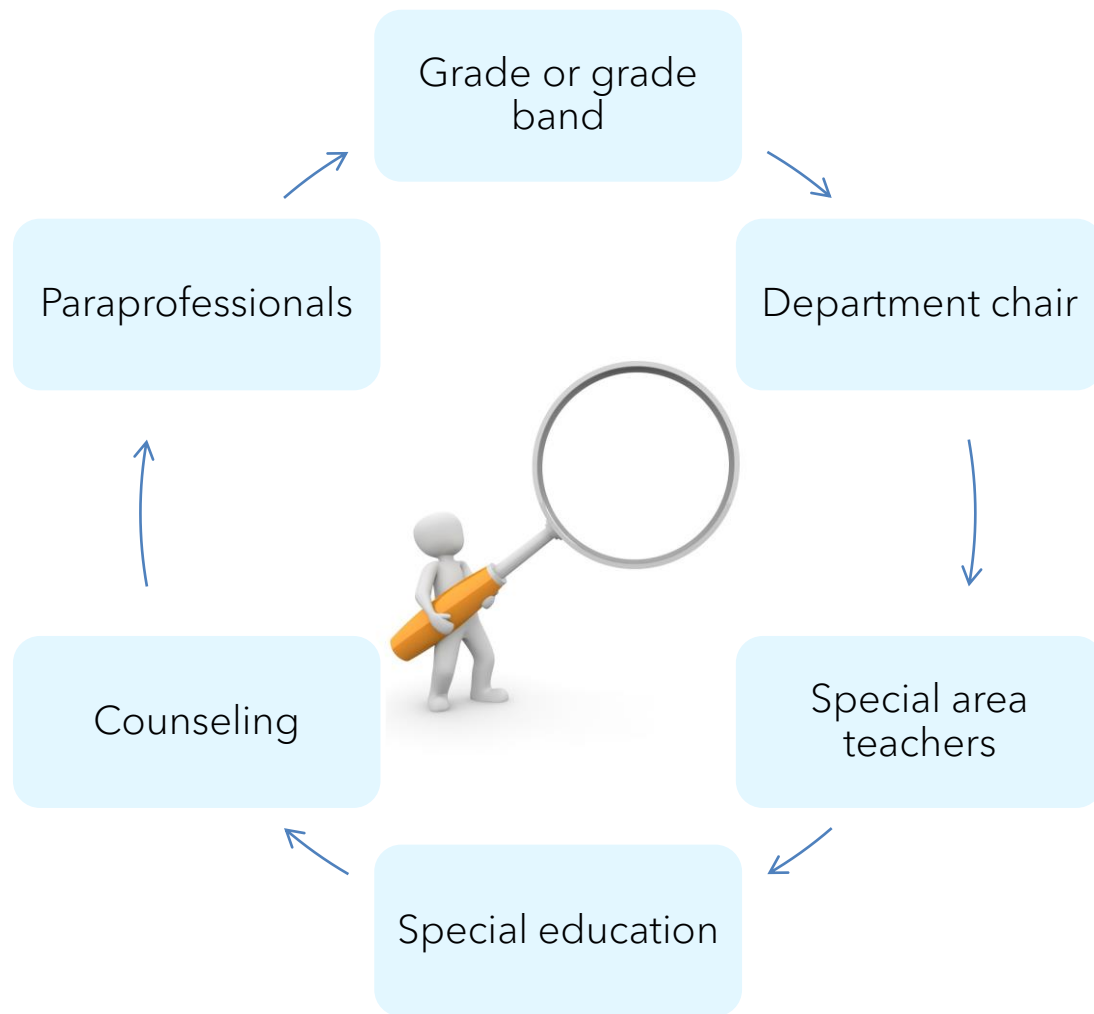 Grade or grade
band
Department chair
Special area
teachers
Special education
Counseling
Paraprofessionals